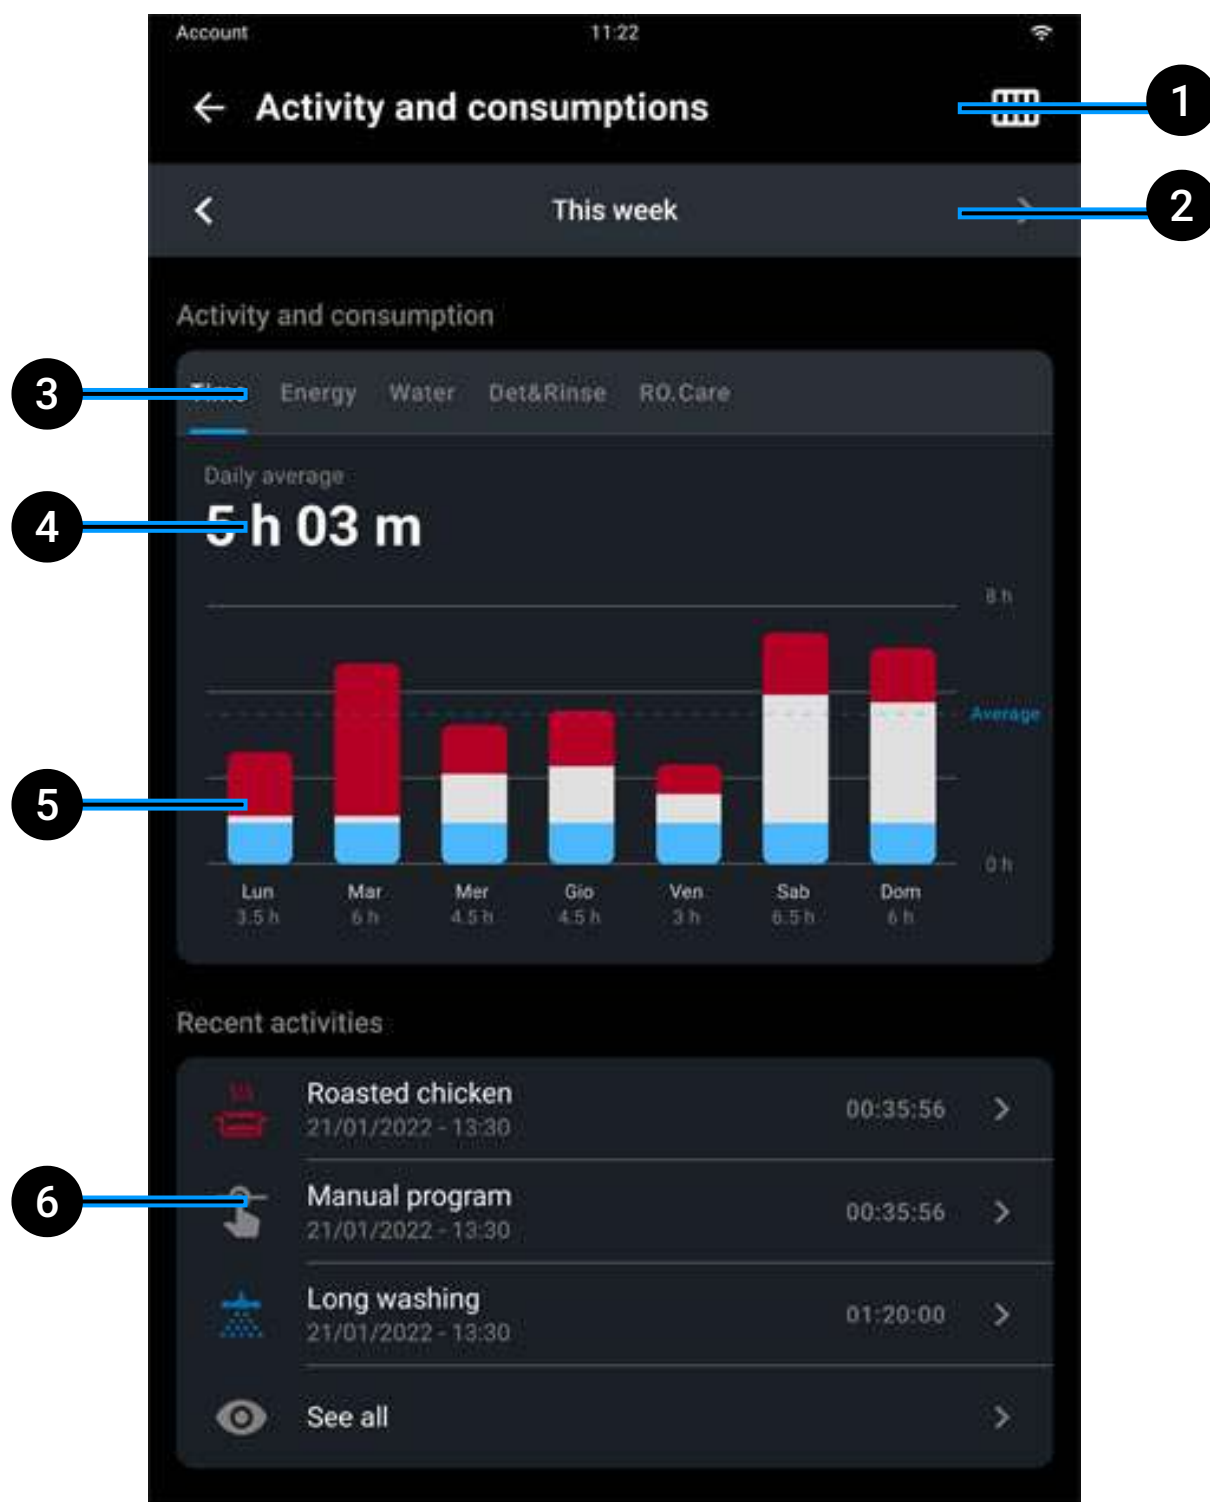 Account 11:22
Activity and consumptions
1
This week
2
Activity and consumption
3
Time Energy Water Det&Rinse RO.Care
Daily average
4
5 h 03 m
8 h
Average
5
0 h
Lun Mar Mer Gio Ven Sab Dom
3.5 h 6 h 4.5 h 4.5 h 3 h 6.5 h 6 h
Recent activities
Roasted chicken
21/01/2022 - 13:30
00:35:56
6
Manual program
21/01/2022 - 13:30
00:35:56
Long washing
21/01/2022 - 13:30
01:20:00
See all